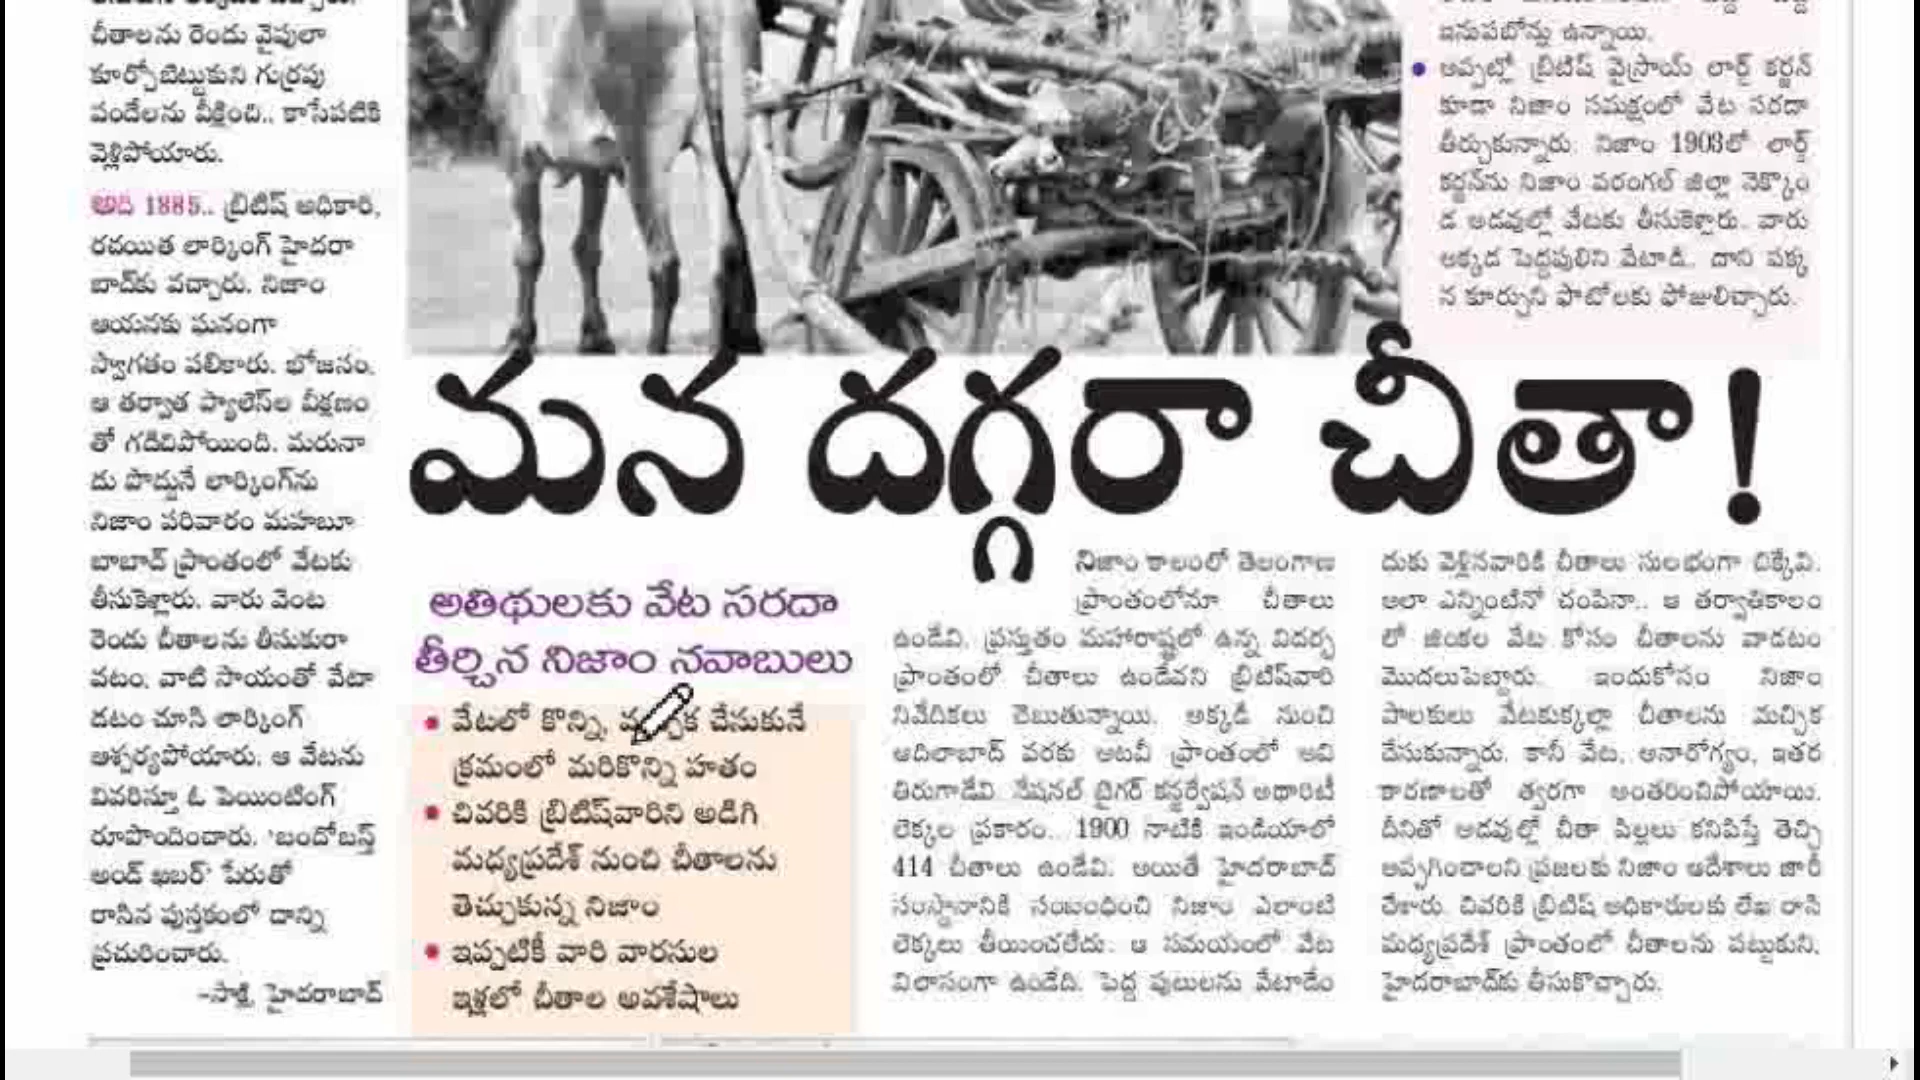 చీతాలను రెండు వైపులా
కూర్చోబెట్టుకుని గుర్రపు
పందేలను వీక్షించి.. కాసేపటికి
వెళ్లిపోయారు.
అది 1885.. బ్రిటిష్ అధికారి,
రచయిత లార్కింగ్ హైదరా
బాద్‌కు వచ్చారు. నిజాం
ఆయనకు ఘనంగా
స్వాగతం పలికారు. భోజనం,
ఆ తర్వాత ప్యాలెస్‌ల వీక్షణం
తో గడిచిపోయింది. మరునా
డు పొద్దునే లార్కింగ్‌ను
నిజాం పరివారం మహబూ
బాబాద్ ప్రాంతంలో వేటకు
తీసుకెళ్లారు. వారు వెంట
రెండు చీతాలను తీసుకురా
వటం, వాటి సాయంతో వేటా
డటం చూసి లార్కింగ్
ఆశ్చర్యపోయారు. ఆ వేటను
వివరిస్తూ ఓ పెయింటింగ్
రూపొందించారు. ‘బందోబస్త్
అండ్ ఖబర్’ పేరుతో
రాసిన పుస్తకంలో దాన్ని
ప్రచురించారు.
–సాక్షి, హైదరాబాద్
మన దగ్గరా చీతా!
అతిథులకు వేట సరదా
తీర్చిన నిజాం నవాబులు
• వేటలో కొన్ని, చేసుకునే
క్రమంలో మరికొన్ని హతం
• చివరికి బ్రిటిష్‌వారిని అడిగి
మధ్యప్రదేశ్ నుంచి చీతాలను
తెచ్చుకున్న నిజాం
• ఇప్పటికీ వారి వారసుల
ఇళ్లలో చీతాల అవశేషాలు
నిజాం కాలంలో తెలంగాణ
ప్రాంతంలోనూ చీతాలు
ఉండేవి. ప్రస్తుతం మహారాష్ట్రలో ఉన్న విదర్భ
ప్రాంతంలో చీతాలు ఉండేవని బ్రిటిష్‌వారి
నివేదికలు చెబుతున్నాయి. అక్కడి నుంచి
ఆదిలాబాద్ వరకు అటవీ ప్రాంతంలో అవి
తిరుగాడేవి. నేషనల్ టైగర్ కన్జర్వేషన్ అథారిటీ
లెక్కల ప్రకారం.. 1900 నాటికి ఇండియాలో
414 చీతాలు ఉండేవి. అయితే హైదరాబాద్
సంస్థానానికి సంబంధించి నిజాం ఎలాంటి
లెక్కలు తీయించలేదు. ఆ సమయంలో వేట
విలాసంగా ఉండేది. పెద్ద పులులను వేటాడేం
దుకు వెళ్లినవారికి చీతాలు సులభంగా చిక్కేవి.
అలా ఎన్నింటినో చంపినా.. ఆ తర్వాతికాలం
లో జింకల వేట కోసం చీతాలను వాడటం
మొదలుపెట్టారు. ఇందుకోసం నిజాం
పాలకులు వేటకుక్కల్లా చీతాలను మచ్చిక
చేసుకున్నారు. కానీ వేట, అనారోగ్యం, ఇతర
కారణాలతో త్వరగా అంతరించిపోయాయి.
దీనితో అడవుల్లో చీతా పిల్లలు కనిపిస్తే తెచ్చి
అప్పగించాలని ప్రజలకు నిజాం ఆదేశాలు జారీ
చేశారు. చివరికి బ్రిటిష్ అధికారులకు లేఖ రాసి
మధ్యప్రదేశ్ ప్రాంతంలో చీతాలను పట్టుకుని,
హైదరాబాద్‌కు తీసుకొచ్చారు.
ఇనుపబోన్లు ఉన్నాయి.
• అప్పట్లో బ్రిటిష్ వైస్రాయ్ లార్డ్ కర్జన్
కూడా నిజాం సమక్షంలో వేట సరదా
తీర్చుకున్నారు. నిజాం 1903లో లార్డ్
కర్జన్‌ను నిజాం వరంగల్ జిల్లా నెక్కొం
డ అడవుల్లో వేటకు తీసుకెళ్లారు. వారు
అక్కడ పెద్దపులిని వేటాడి.. దాని పక్క
న కూర్చుని ఫొటోలకు ఫోజులిచ్చారు.